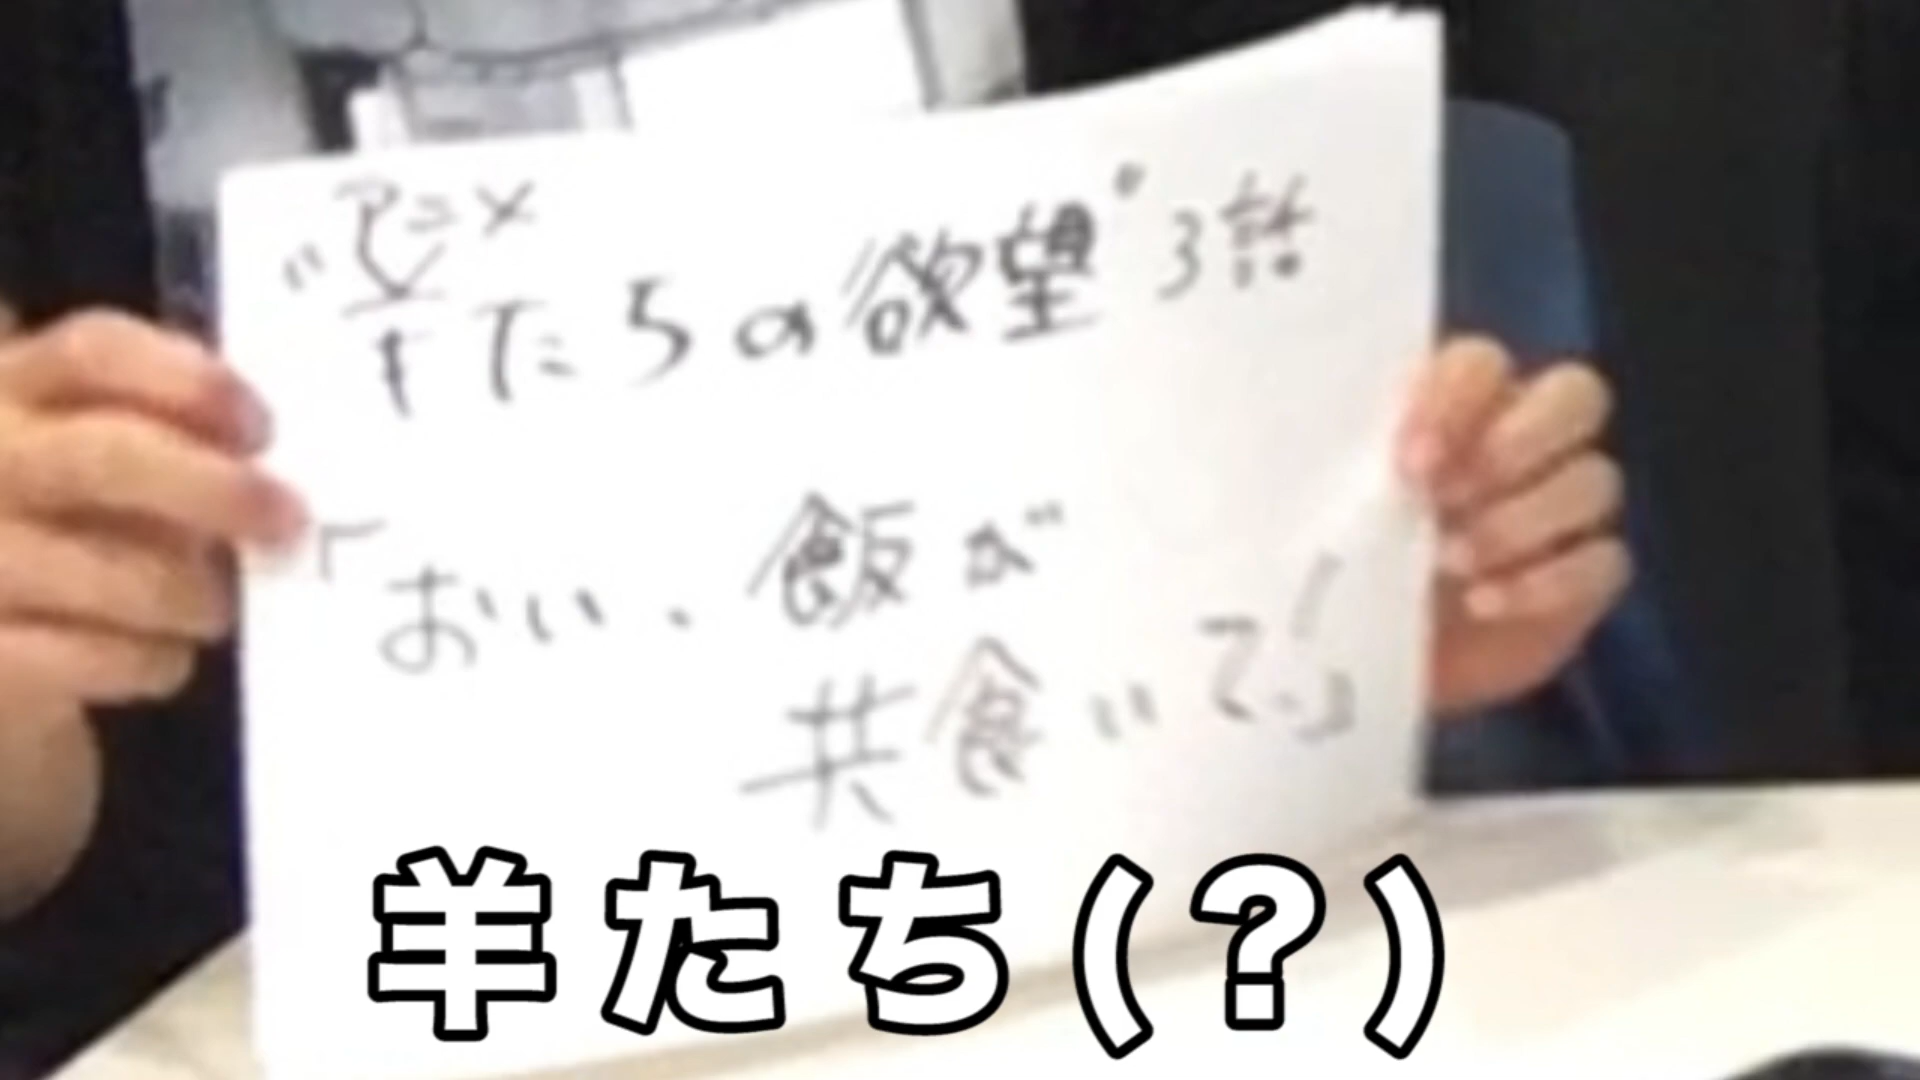 アニメ
"羊たちの欲望" 3話
「おい、飯が
共食いて!」
羊たち(?)